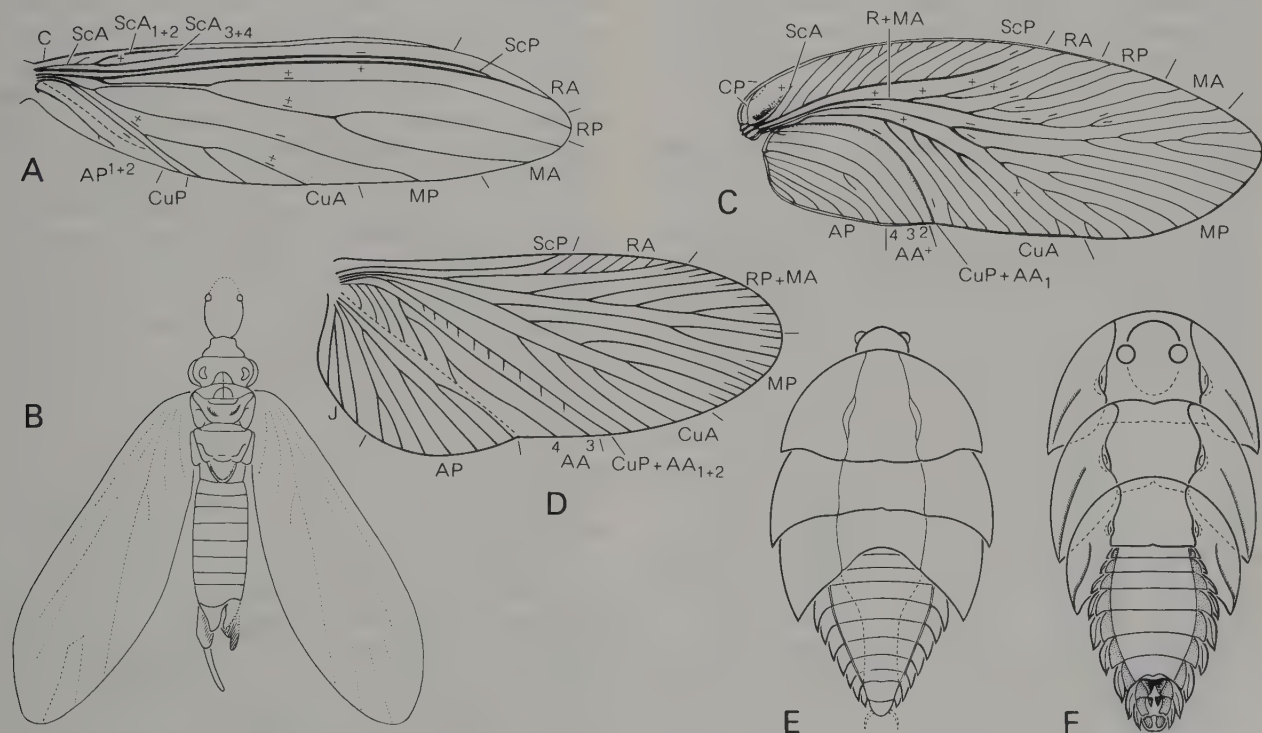 C
ScA
ScA1+2
ScA3+4
ScP
RA
RP
MA
MP
CuA
CuP
AP1+2
A
+
±
−
+
+
−
±
ScA
R+MA
ScP
RA
RP
MA
MP
CuA
CuP+AA1
AA+
4 3 2
AP
CP−
C
B
ScP
RA
RP+MA
MP
CuA
CuP+AA1+2
AA
4 3
AP
J
D
E
F